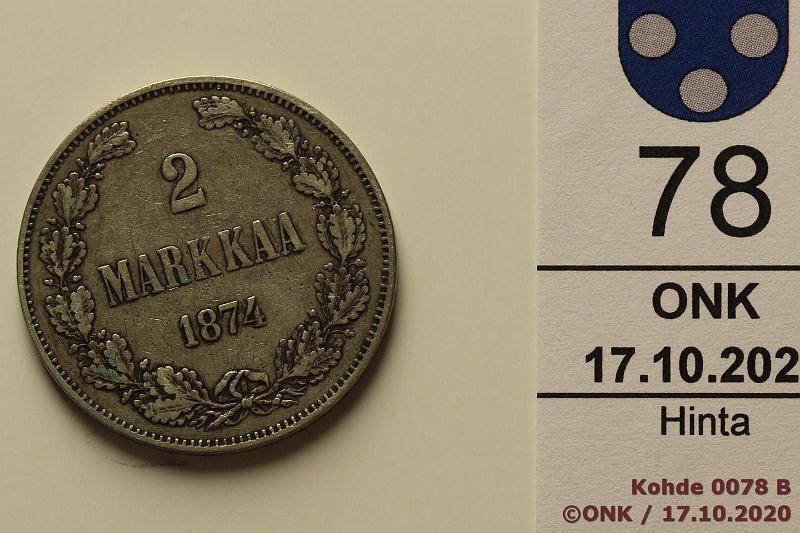 2
MARKKAA
1874
78
ONK
17.10.202
Hinta
Kohde 0078 B
©ONK / 17.10.2020